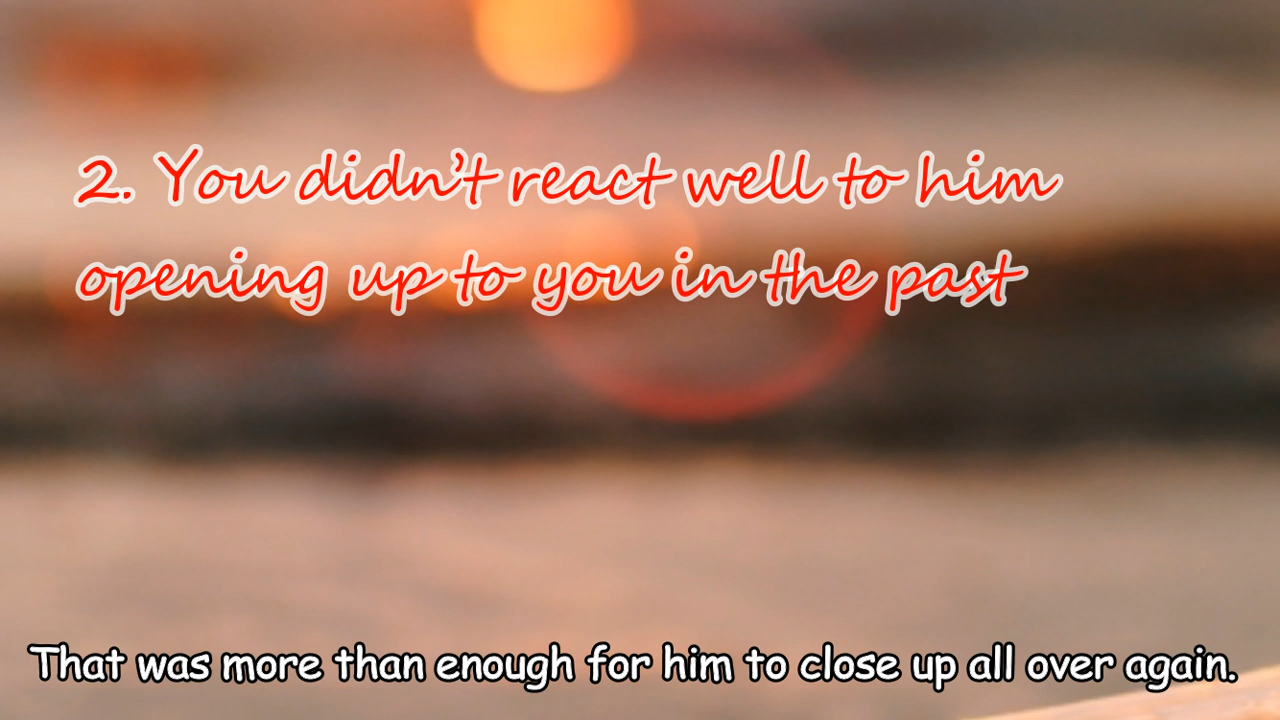 2. You didn’t react well to him
opening up to you in the past
That was more than enough for him to close up all over again.